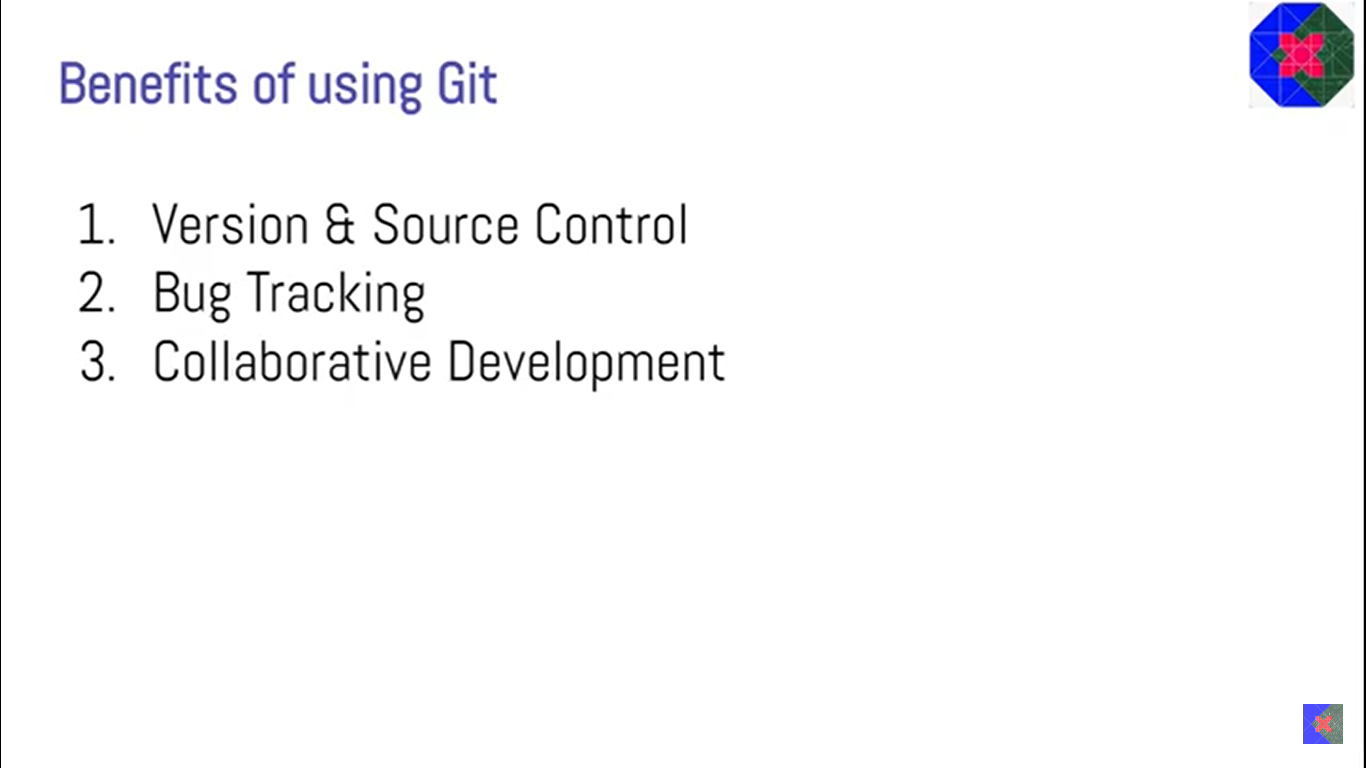 Benefits of using Git
1. Version & Source Control
2. Bug Tracking
3. Collaborative Development